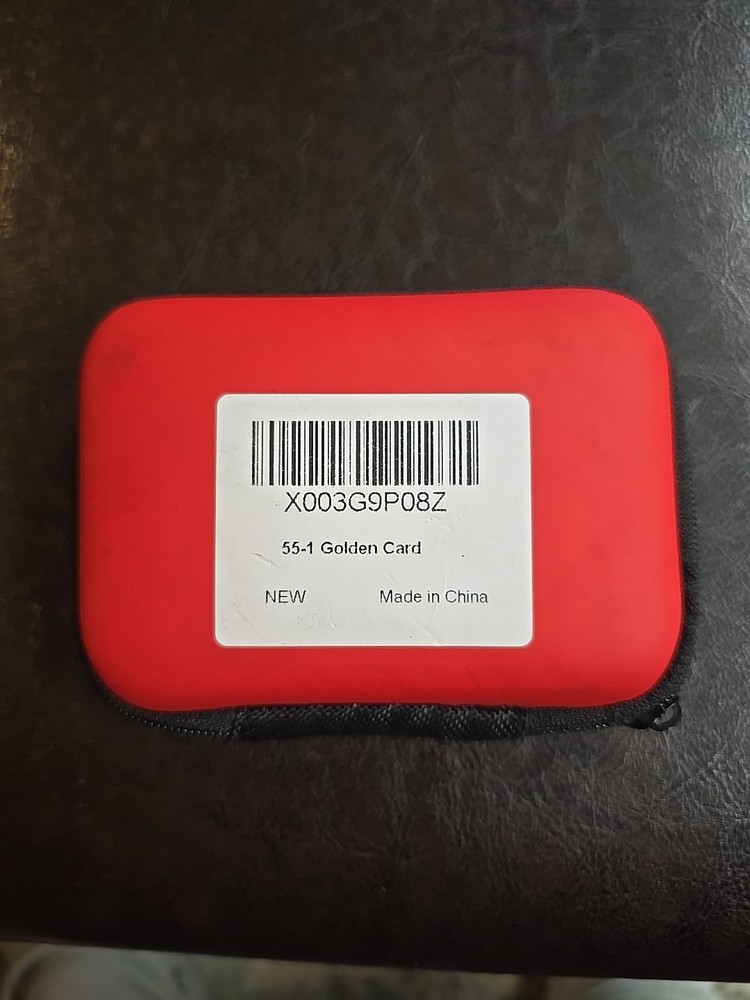 X003G9P08Z
55-1 Golden Card
NEW Made in China